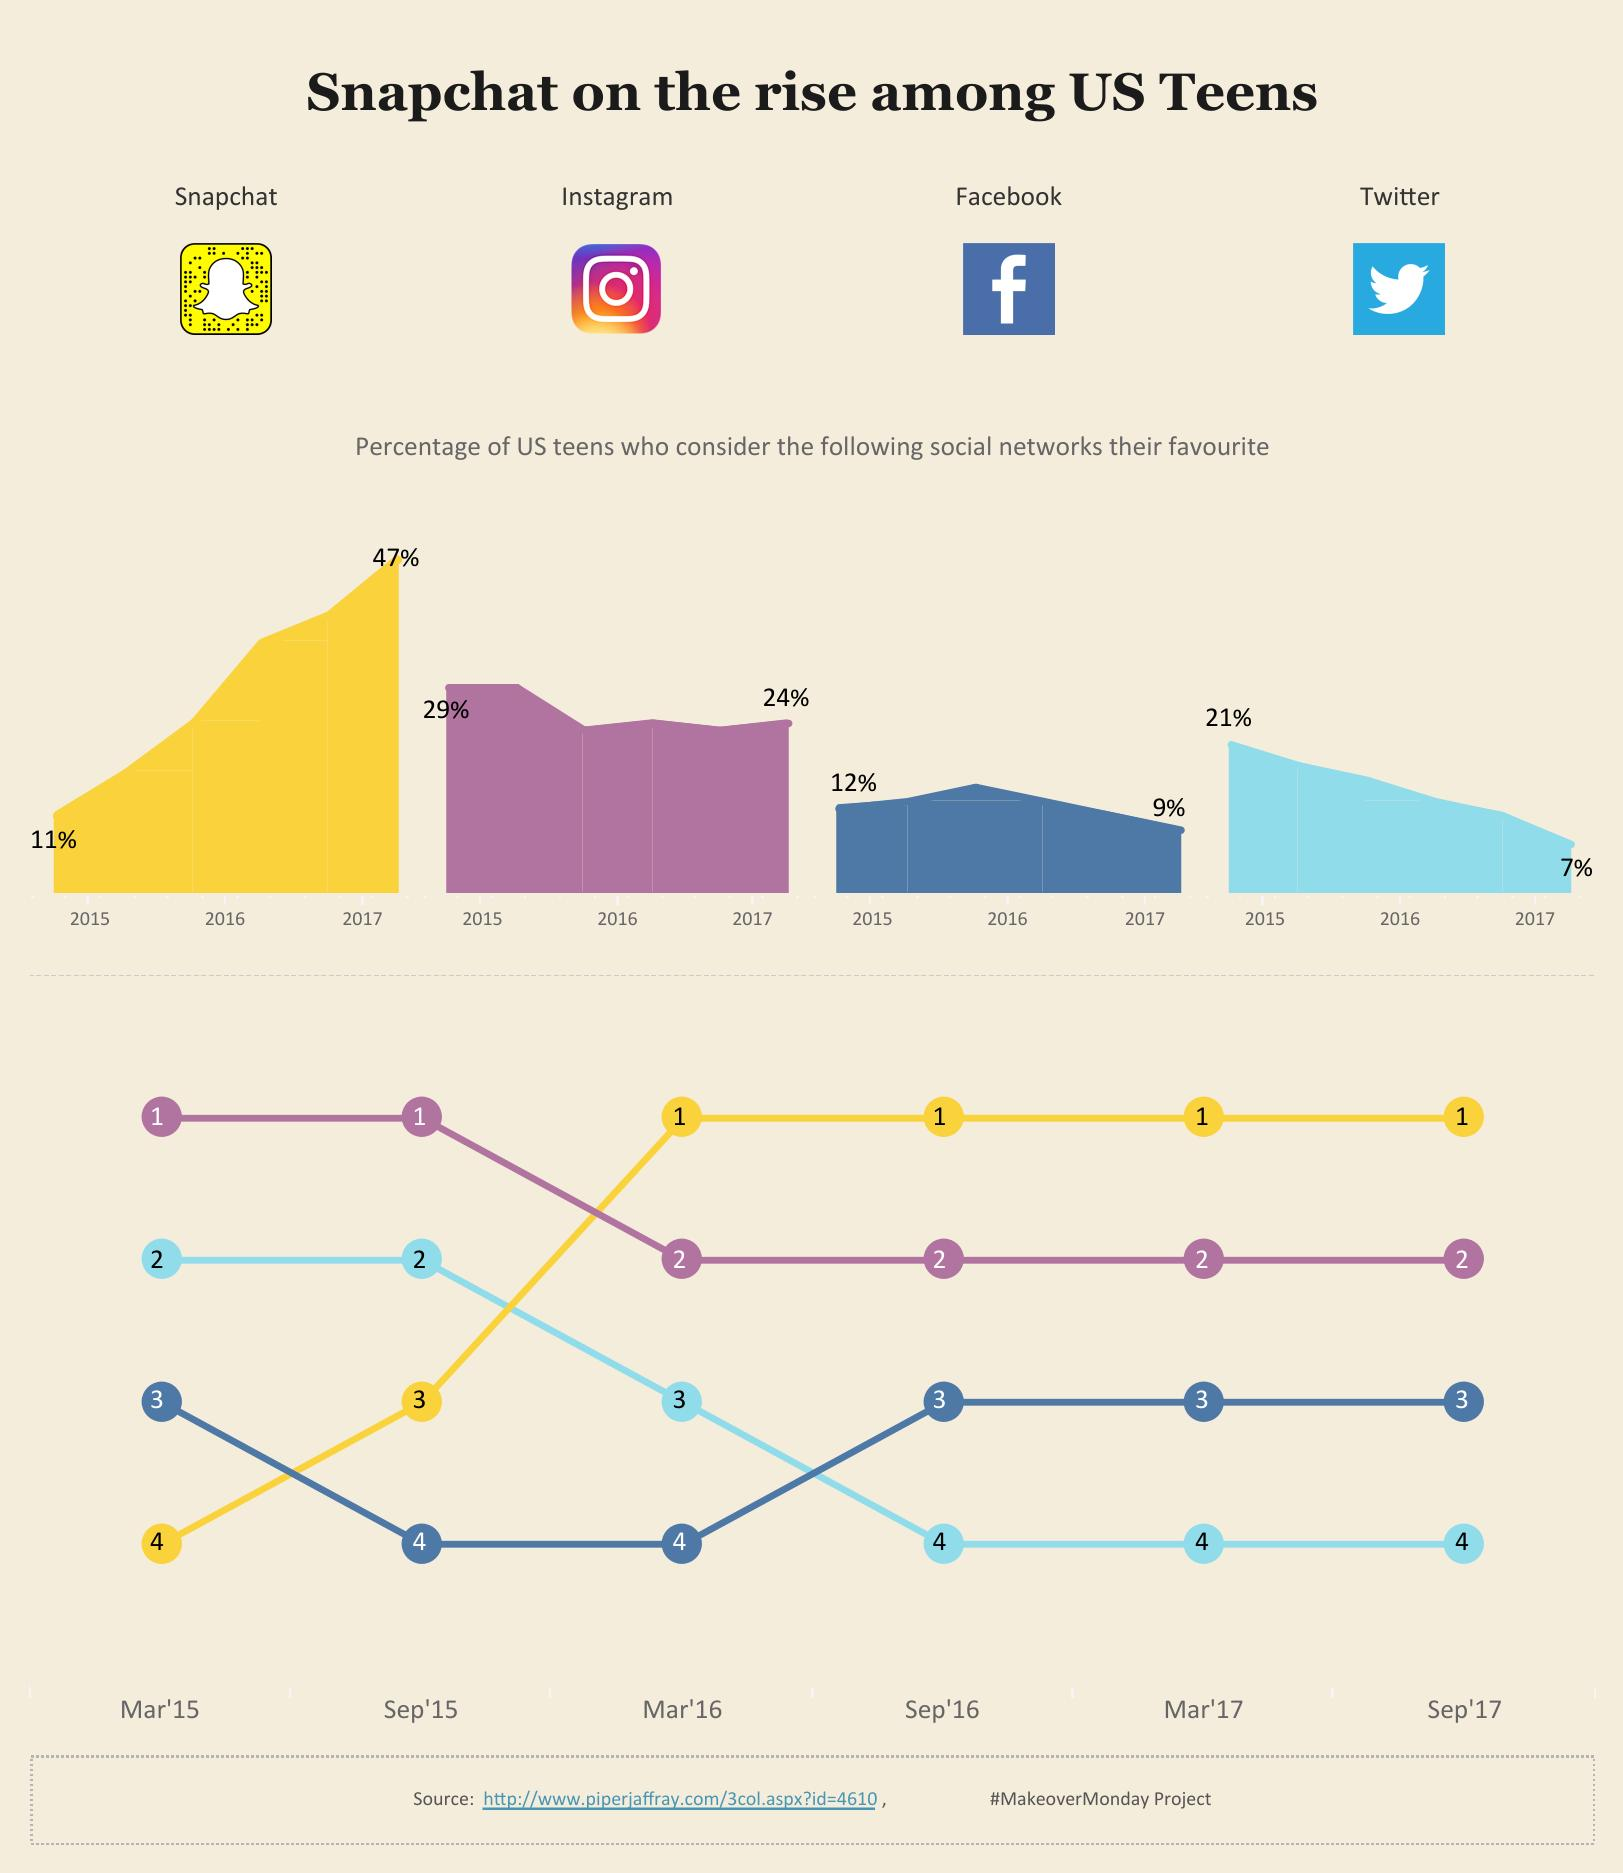 Snapchat on the rise among US Teens
Snapchat Instagram Facebook Twitter
Percentage of US teens who consider the following social networks their favourite
47%
29% 24%
21%
12% 9%
11%
7%
2015 2016 2017 2015 2016 2017 2015 2016 2017 2015 2016 2017
1 1 1 1 1 1
2 2 2 2 2 2
3 3 3 3 3 3
4 4 4 4 4 4
Mar'15 Sep'15 Mar'16 Sep'16 Mar'17 Sep'17
Source: http://www.piperjaffray.com/3col.aspx?id=4610 , #MakeoverMonday Project